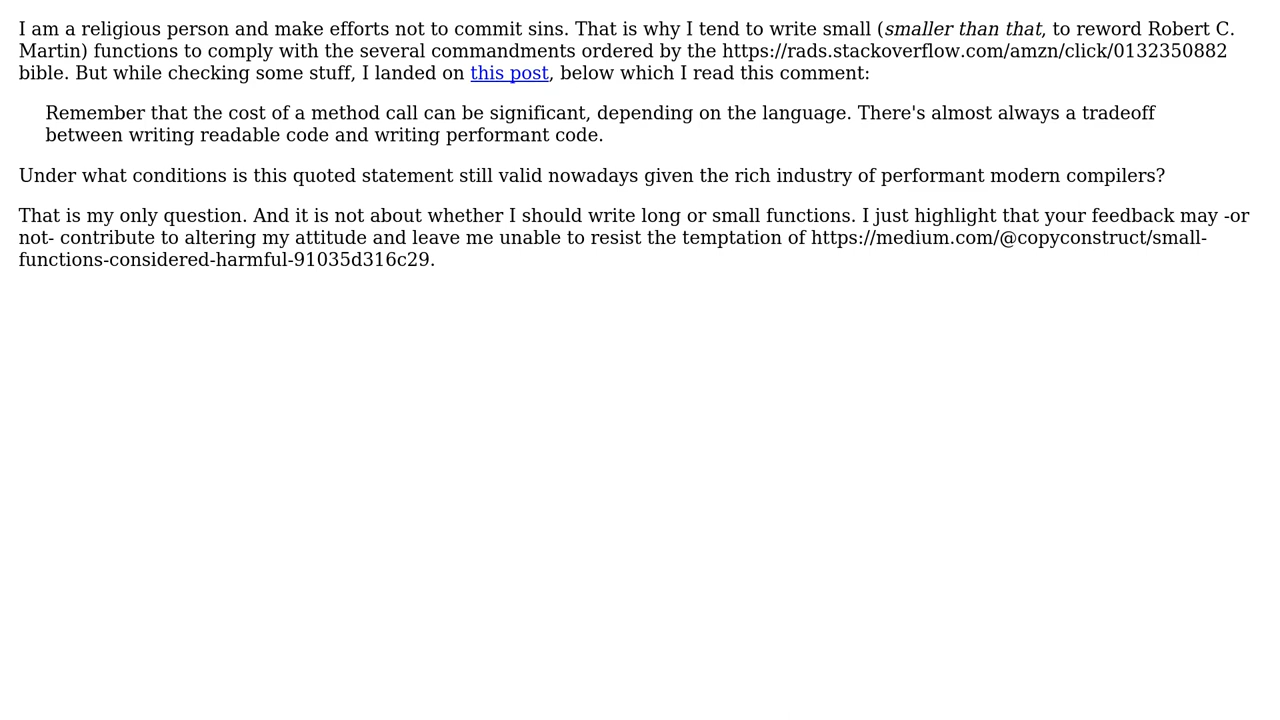 I am a religious person and make efforts not to commit sins. That is why I tend to write small (smaller than that, to reword Robert C.
Martin) functions to comply with the several commandments ordered by the https://rads.stackoverflow.com/amzn/click/0132350882
bible. But while checking some stuff, I landed on this post, below which I read this comment:
Remember that the cost of a method call can be significant, depending on the language. There's almost always a tradeoff
between writing readable code and writing performant code.
Under what conditions is this quoted statement still valid nowadays given the rich industry of performant modern compilers?
That is my only question. And it is not about whether I should write long or small functions. I just highlight that your feedback may -or
not- contribute to altering my attitude and leave me unable to resist the temptation of https://medium.com/@copyconstruct/small-
functions-considered-harmful-91035d316c29.